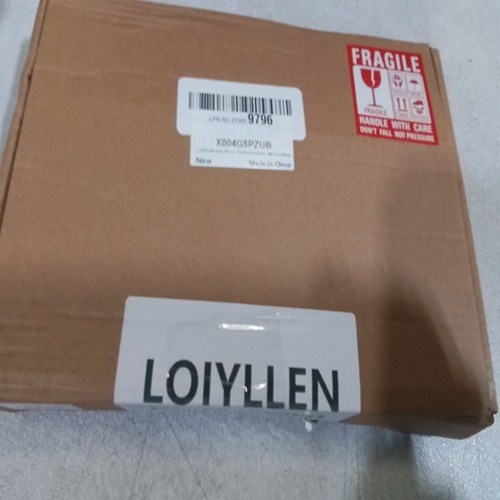 FRAGILE
FRAGILE
HANDLE WITH CARE
DON'T FALL NOT PRESSURE
9796
X004G5PZUB
New
Made in China
LOIYLLEN